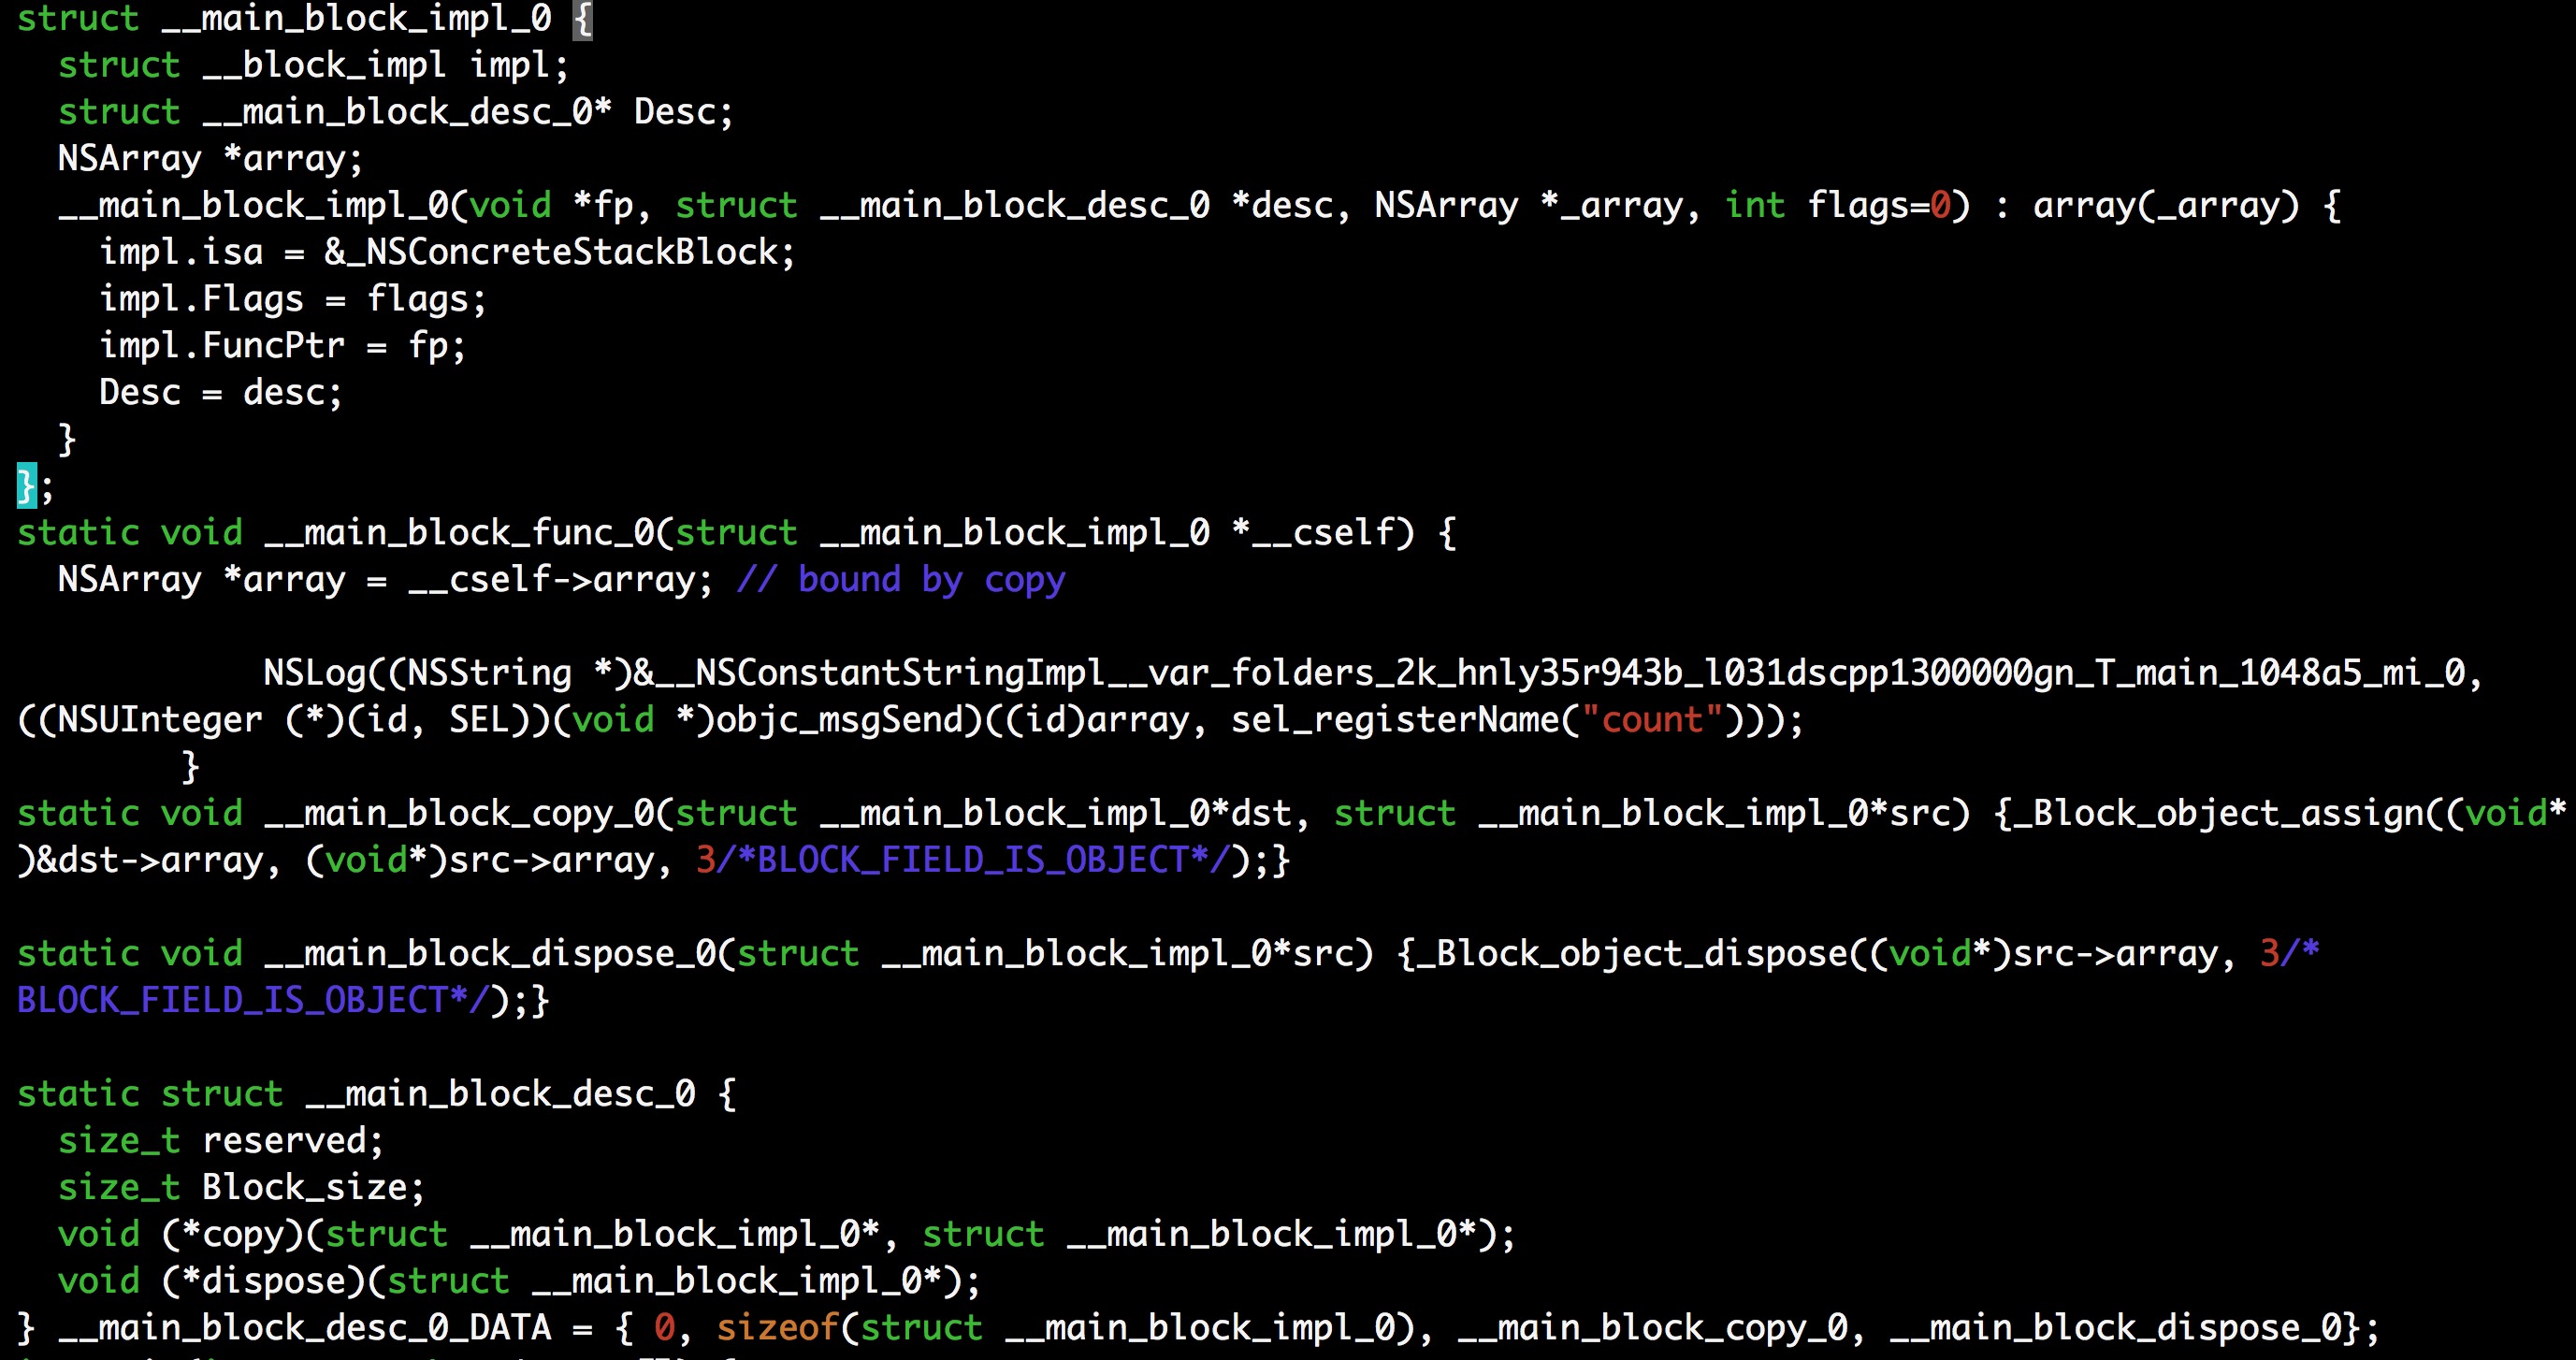 struct __main_block_impl_0 {
  struct __block_impl impl;
  struct __main_block_desc_0* Desc;
  NSArray *array;
  __main_block_impl_0(void *fp, struct __main_block_desc_0 *desc, NSArray *_array, int flags=0) : array(_array) {
    impl.isa = &_NSConcreteStackBlock;
    impl.Flags = flags;
    impl.FuncPtr = fp;
    Desc = desc;
  }
};
static void __main_block_func_0(struct __main_block_impl_0 *__cself) {
  NSArray *array = __cself->array; // bound by copy
            NSLog((NSString *)&__NSConstantStringImpl__var_folders_2k_hnly35r943b_l031dscpp1300000gn_T_main_1048a5_mi_0,
((NSUInteger (*)(id, SEL))(void *)objc_msgSend)((id)array, sel_registerName("count")));
        }
static void __main_block_copy_0(struct __main_block_impl_0*dst, struct __main_block_impl_0*src) {_Block_object_assign((void*
)&dst->array, (void*)src->array, 3/*BLOCK_FIELD_IS_OBJECT*/);}
static void __main_block_dispose_0(struct __main_block_impl_0*src) {_Block_object_dispose((void*)src->array, 3/*
BLOCK_FIELD_IS_OBJECT*/);}
static struct __main_block_desc_0 {
  size_t reserved;
  size_t Block_size;
  void (*copy)(struct __main_block_impl_0*, struct __main_block_impl_0*);
  void (*dispose)(struct __main_block_impl_0*);
} __main_block_desc_0_DATA = { 0, sizeof(struct __main_block_impl_0), __main_block_copy_0, __main_block_dispose_0};